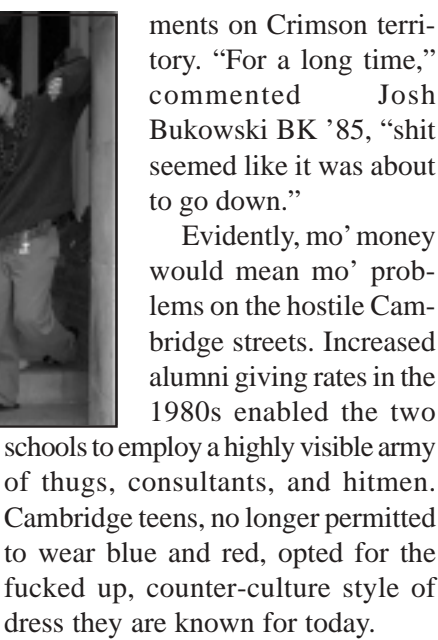 ments on Crimson terri-
tory. “For a long time,”
commented Josh
Bukowski BK ’85, “shit
seemed like it was about
to go down.”
Evidently, mo’ money
would mean mo’ prob-
lems on the hostile Cam-
bridge streets. Increased
alumni giving rates in the
1980s enabled the two
schools to employ a highly visible army
of thugs, consultants, and hitmen.
Cambridge teens, no longer permitted
to wear blue and red, opted for the
fucked up, counter-culture style of
dress they are known for today.